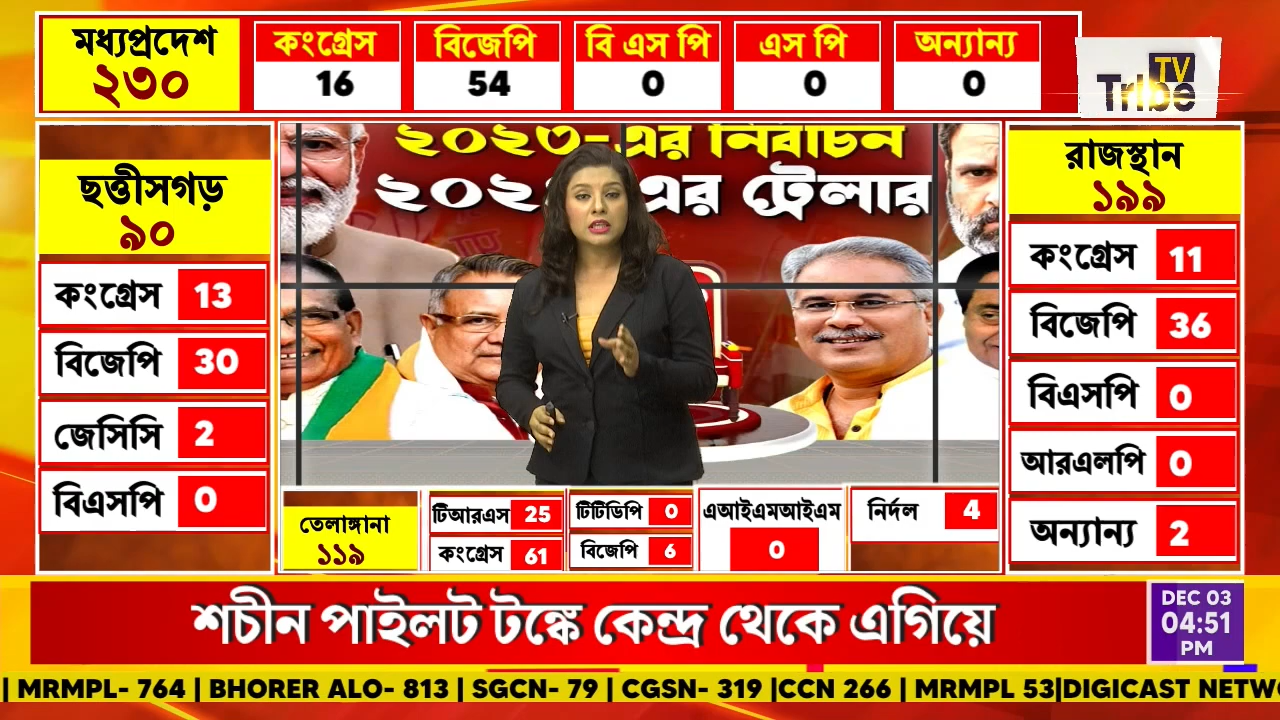 মধ্যপ্রদেশ
২৩০
কংগ্রেস
16
বিজেপি
54
বি এস পি
0
এস পি
0
অন্যান্য
0
TV
Tribe
ছত্তীসগড়
৯০
কংগ্রেস 13
বিজেপি 30
জেসিসি 2
বিএসপি 0
২০২৩-এর নির্বাচন
এর ট্রেলার
রাজস্থান
১৯৯
কংগ্রেস 11
বিজেপি 36
বিএসপি 0
আরএলপি 0
অন্যান্য 2
তেলাঙ্গানা
১১৯
টিআরএস 25
কংগ্রেস 61
টিটিডিপি 0
বিজেপি 6
এআইএমআইএম
0
নির্দল 4
শচীন পাইলট টঙ্কে কেন্দ্র থেকে এগিয়ে
DEC 03
04:51
PM
| MRMPL- 764 | BHORER ALO- 813 | SGCN- 79 | CGSN- 319 |CCN 266 | MRMPL 53|DIGICAST NETW